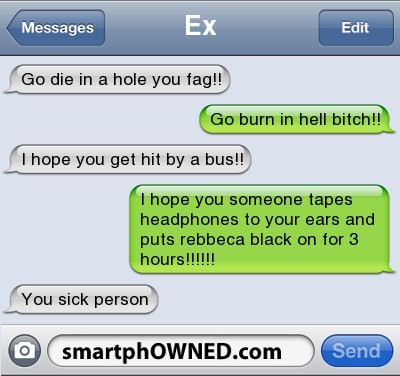 Messages
Ex
Edit
Go die in a hole you fag!!
Go burn in hell bitch!!
I hope you get hit by a bus!!
I hope you someone tapes
headphones to your ears and
puts rebbeca black on for 3
hours!!!!!!
You sick person
smartphOWNED.com
Send